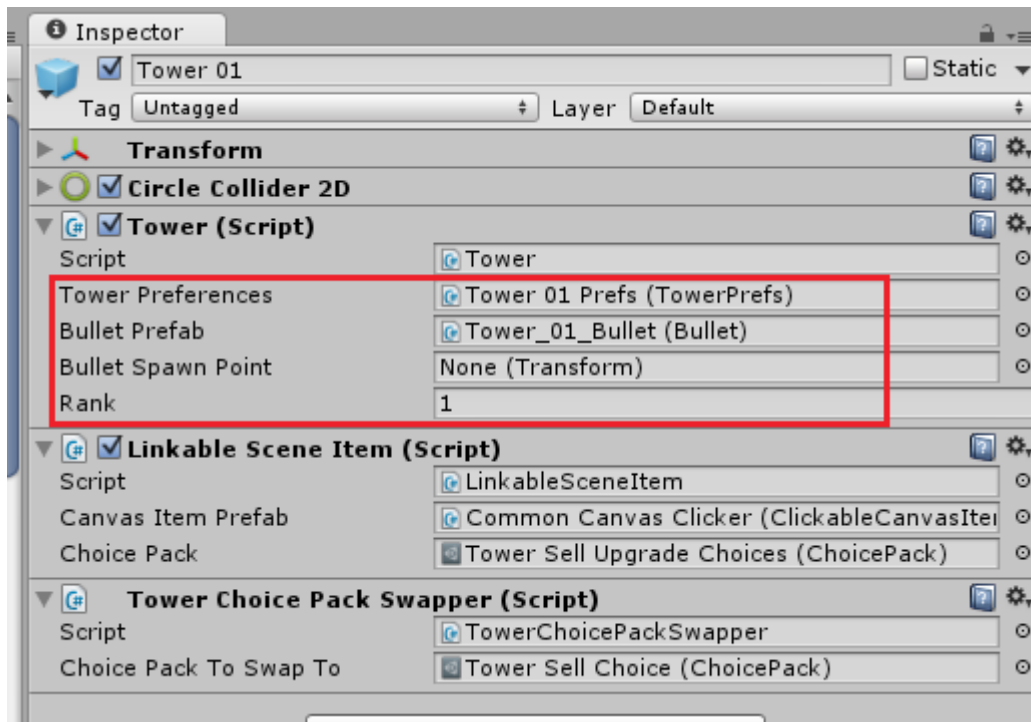 Inspector
Tower 01 Static
Tag Untagged Layer Default
Transform
Circle Collider 2D
Tower (Script)
Script Tower
Tower Preferences Tower 01 Prefs (TowerPrefs)
Bullet Prefab Tower_01_Bullet (Bullet)
Bullet Spawn Point None (Transform)
Rank 1
Linkable Scene Item (Script)
Script LinkableSceneItem
Canvas Item Prefab Common Canvas Clicker (ClickableCanvasIte
Choice Pack Tower Sell Upgrade Choices (ChoicePack)
Tower Choice Pack Swapper (Script)
Script TowerChoicePackSwapper
Choice Pack To Swap To Tower Sell Choice (ChoicePack)